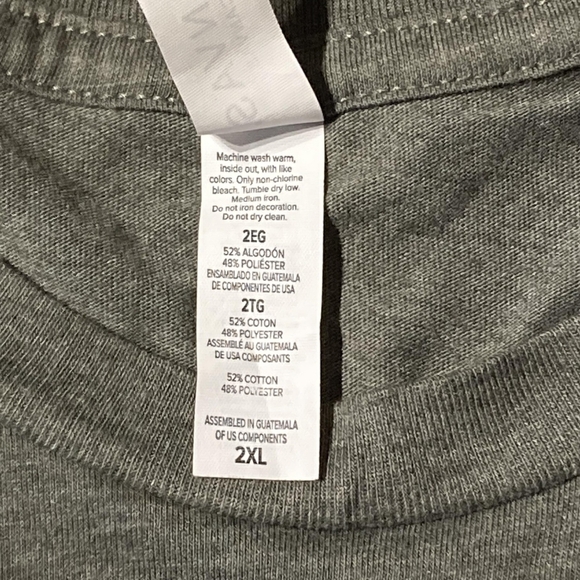 Machine wash warm,
inside out, with like
colors. Only non-chlorine
bleach. Tumble dry low.
Medium iron.
Do not iron decoration.
Do not dry clean.
2EG
52% ALGODÓN
48% POLIÉSTER
ENSAMBLADO EN GUATEMALA
DE COMPONENTES DE USA
2TG
52% COTON
48% POLYESTER
ASSEMBLÉ AU GUATEMALA
DE USA COMPOSANTS
52% COTTON
48% POLYESTER
ASSEMBLED IN GUATEMALA
OF US COMPONENTS
2XL